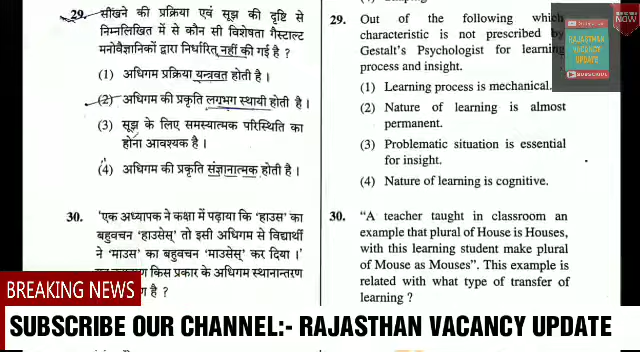 29. सीखने की प्रक्रिया एवं सूझ की दृष्टि से
निम्नलिखित में से कौन सी विशेषता गैस्टाल्ट
मनोवैज्ञानिकों द्वारा निर्धारित नहीं की गई है ?
(1) अधिगम प्रक्रिया यन्त्रवत होती है ।
(2) अधिगम की प्रकृति लगभग स्थायी होती है ।
(3) सूझ के लिए समस्यात्मक परिस्थिति का
होना आवश्यक है ।
(4) अधिगम की प्रकृति संज्ञानात्मक होती है ।
30. 'एक अध्यापक ने कक्षा में पढ़ाया कि 'हाउस' का
बहुवचन 'हाउसेस्' तो इसी अधिगम से विद्यार्थी
ने 'माउस' का बहुवचन 'माउसेस्' कर दिया ।'
किस प्रकार के अधिगम स्थानान्तरण
है ?
29. Out of the following which
characteristic is not prescribed by
Gestalt's Psychologist for learning
process and insight.
(1) Learning process is mechanical.
(2) Nature of learning is almost
permanent.
(3) Problematic situation is essential
for insight.
(4) Nature of learning is cognitive.
30. "A teacher taught in classroom an
example that plural of House is Houses,
with this learning student make plural
of Mouse as Mouses". This example is
related with what type of transfer of
learning ?
RAJASTHAN
VACANCY
UPDATE
SUBSCRIBE
BREAKING NEWS
SUBSCRIBE OUR CHANNEL:- RAJASTHAN VACANCY UPDATE